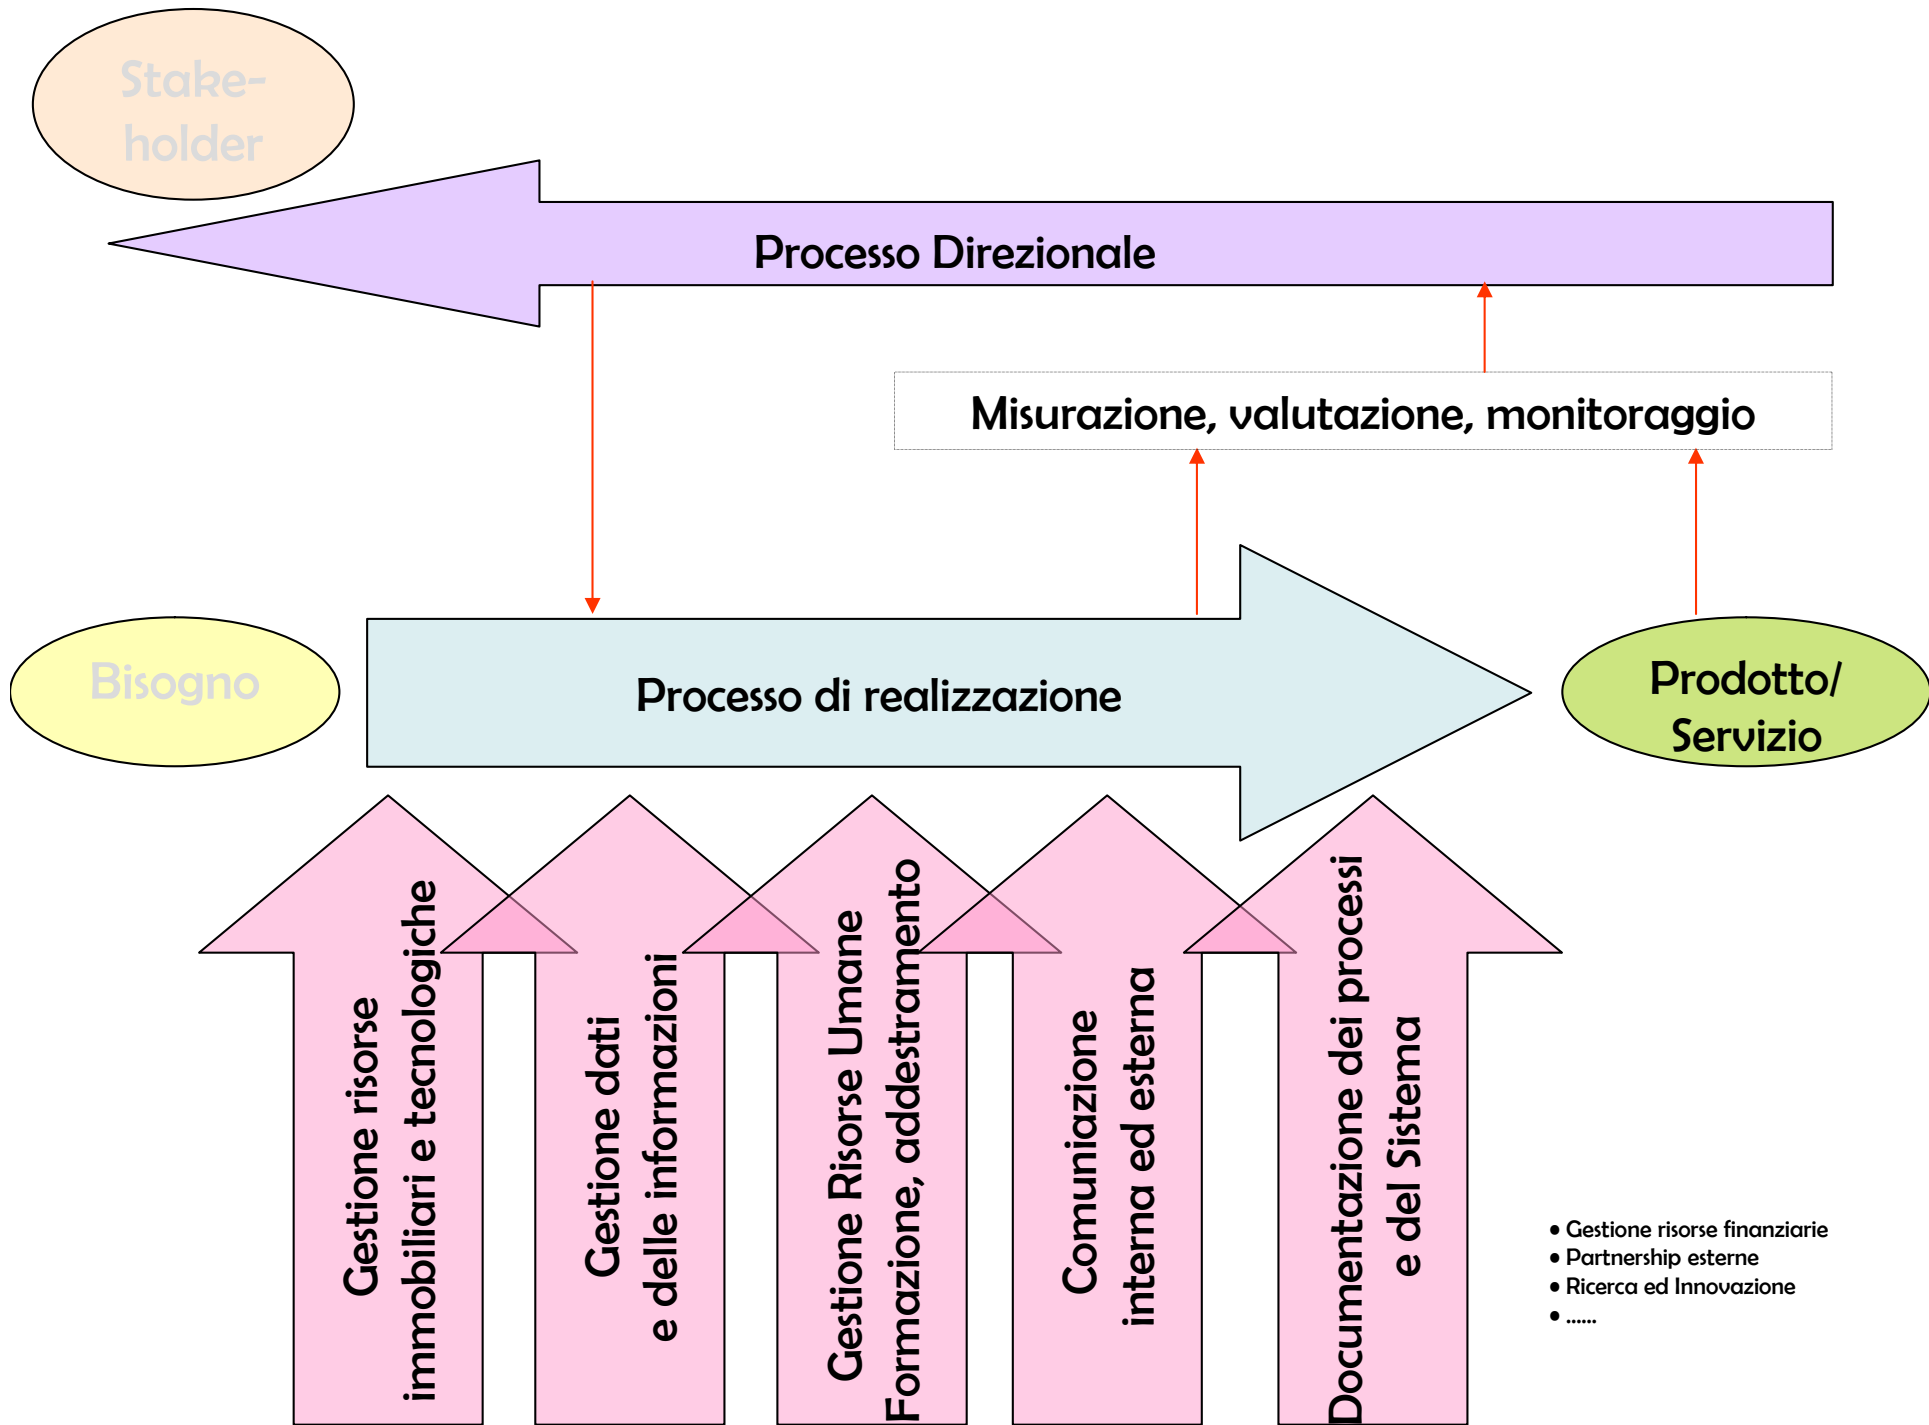 Stake-
holder
Processo Direzionale
Misurazione, valutazione, monitoraggio
Bisogno
Processo di realizzazione
Prodotto/
Servizio
Gestione risorse
immobiliari e tecnologiche
Gestione dati
e delle informazioni
Gestione Risorse Umane
Formazione, addestramento
Comuniazione
interna ed esterna
Documentazione dei processi
e del Sistema
• Gestione risorse finanziarie
• Partnership esterne
• Ricerca ed Innovazione
• ......